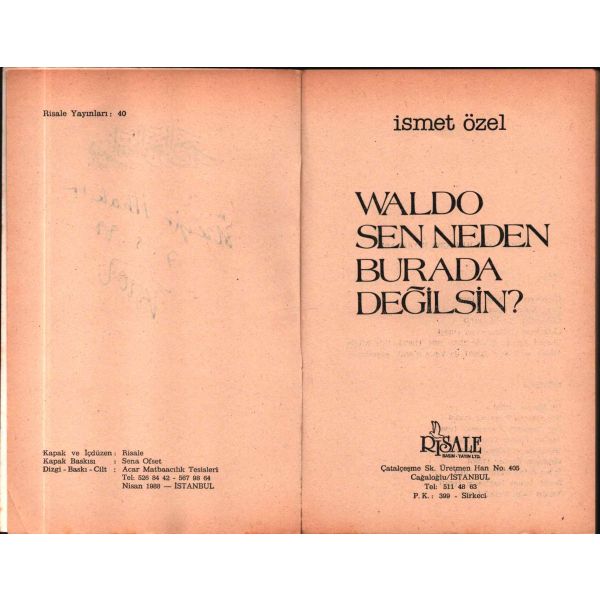 Risale Yayınları: 40
Kapak ve İçdüzen: Risale
Kapak Baskısı : Sena Ofset
Dizgi - Baskı - Cilt : Acar Matbaacılık Tesisleri
Tel: 526 84 42 - 567 98 64
Nisan 1988 — İSTANBUL
ismet özel
WALDO
SEN NEDEN
BURADA
DEĞİLSİN?
RİSALE
BASIN-YAYIN LTD.
Çatalçeşme Sk. Üretmen Han No: 405
Cağaloğlu/İSTANBUL
Tel: 511 48 63
P.K.: 399 - Sirkeci